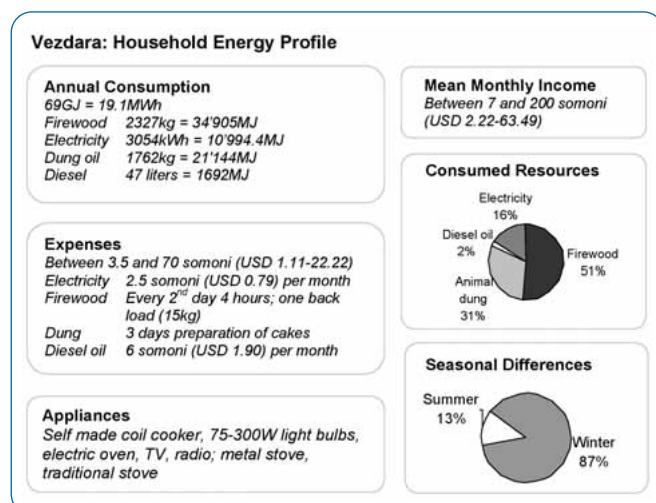 Vezdara: Household Energy Profile
Annual Consumption
69GJ = 19.1MWh
Firewood 2327kg = 34'905MJ
Electricity 3054kWh = 10'994.4MJ
Dung oil 1762kg = 21'144MJ
Diesel 47 liters = 1692MJ
Expenses
Between 3.5 and 70 somoni (USD 1.11-22.22)
Electricity 2.5 somoni (USD 0.79) per month
Firewood Every 2nd day 4 hours; one back
load (15kg)
Dung 3 days preparation of cakes
Diesel oil 6 somoni (USD 1.90) per month
Appliances
Self made coil cooker, 75-300W light bulbs,
electric oven, TV, radio; metal stove,
traditional stove
Mean Monthly Income
Between 7 and 200 somoni
(USD 2.22-63.49)
Consumed Resources
Electricity
16%
Diesel oil
2%
Firewood
51%
Animal
dung
31%
Seasonal Differences
Summer
13%
Winter
87%